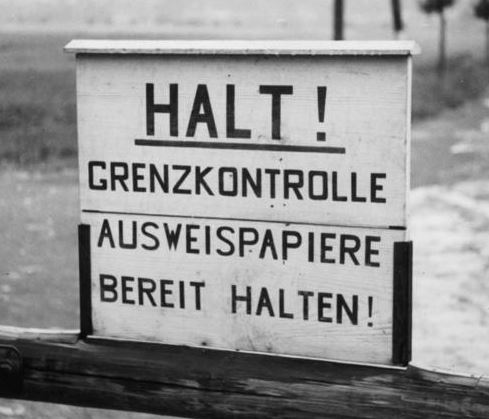 HALT!
GRENZKONTROLLE
AUSWEISPAPIERE
BEREIT HALTEN!